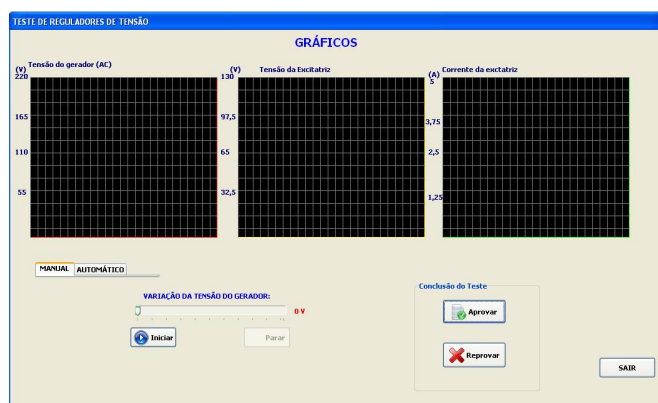 TESTE DE REGULADORES DE TENSÃO
GRÁFICOS
Tensão do gerador (AC)
(V)
220
165
110
55
(V)
Tensão da Excitatriz
130
97,5
65
32,5
(A)
Corrente da exctatriz
5
3,75
2,5
1,25
MANUAL
AUTOMÁTICO
VARIAÇÃO DA TENSÃO DO GERADOR:
0 V
Iniciar
Parar
Conclusão do Teste
Aprovar
Reprovar
SAIR